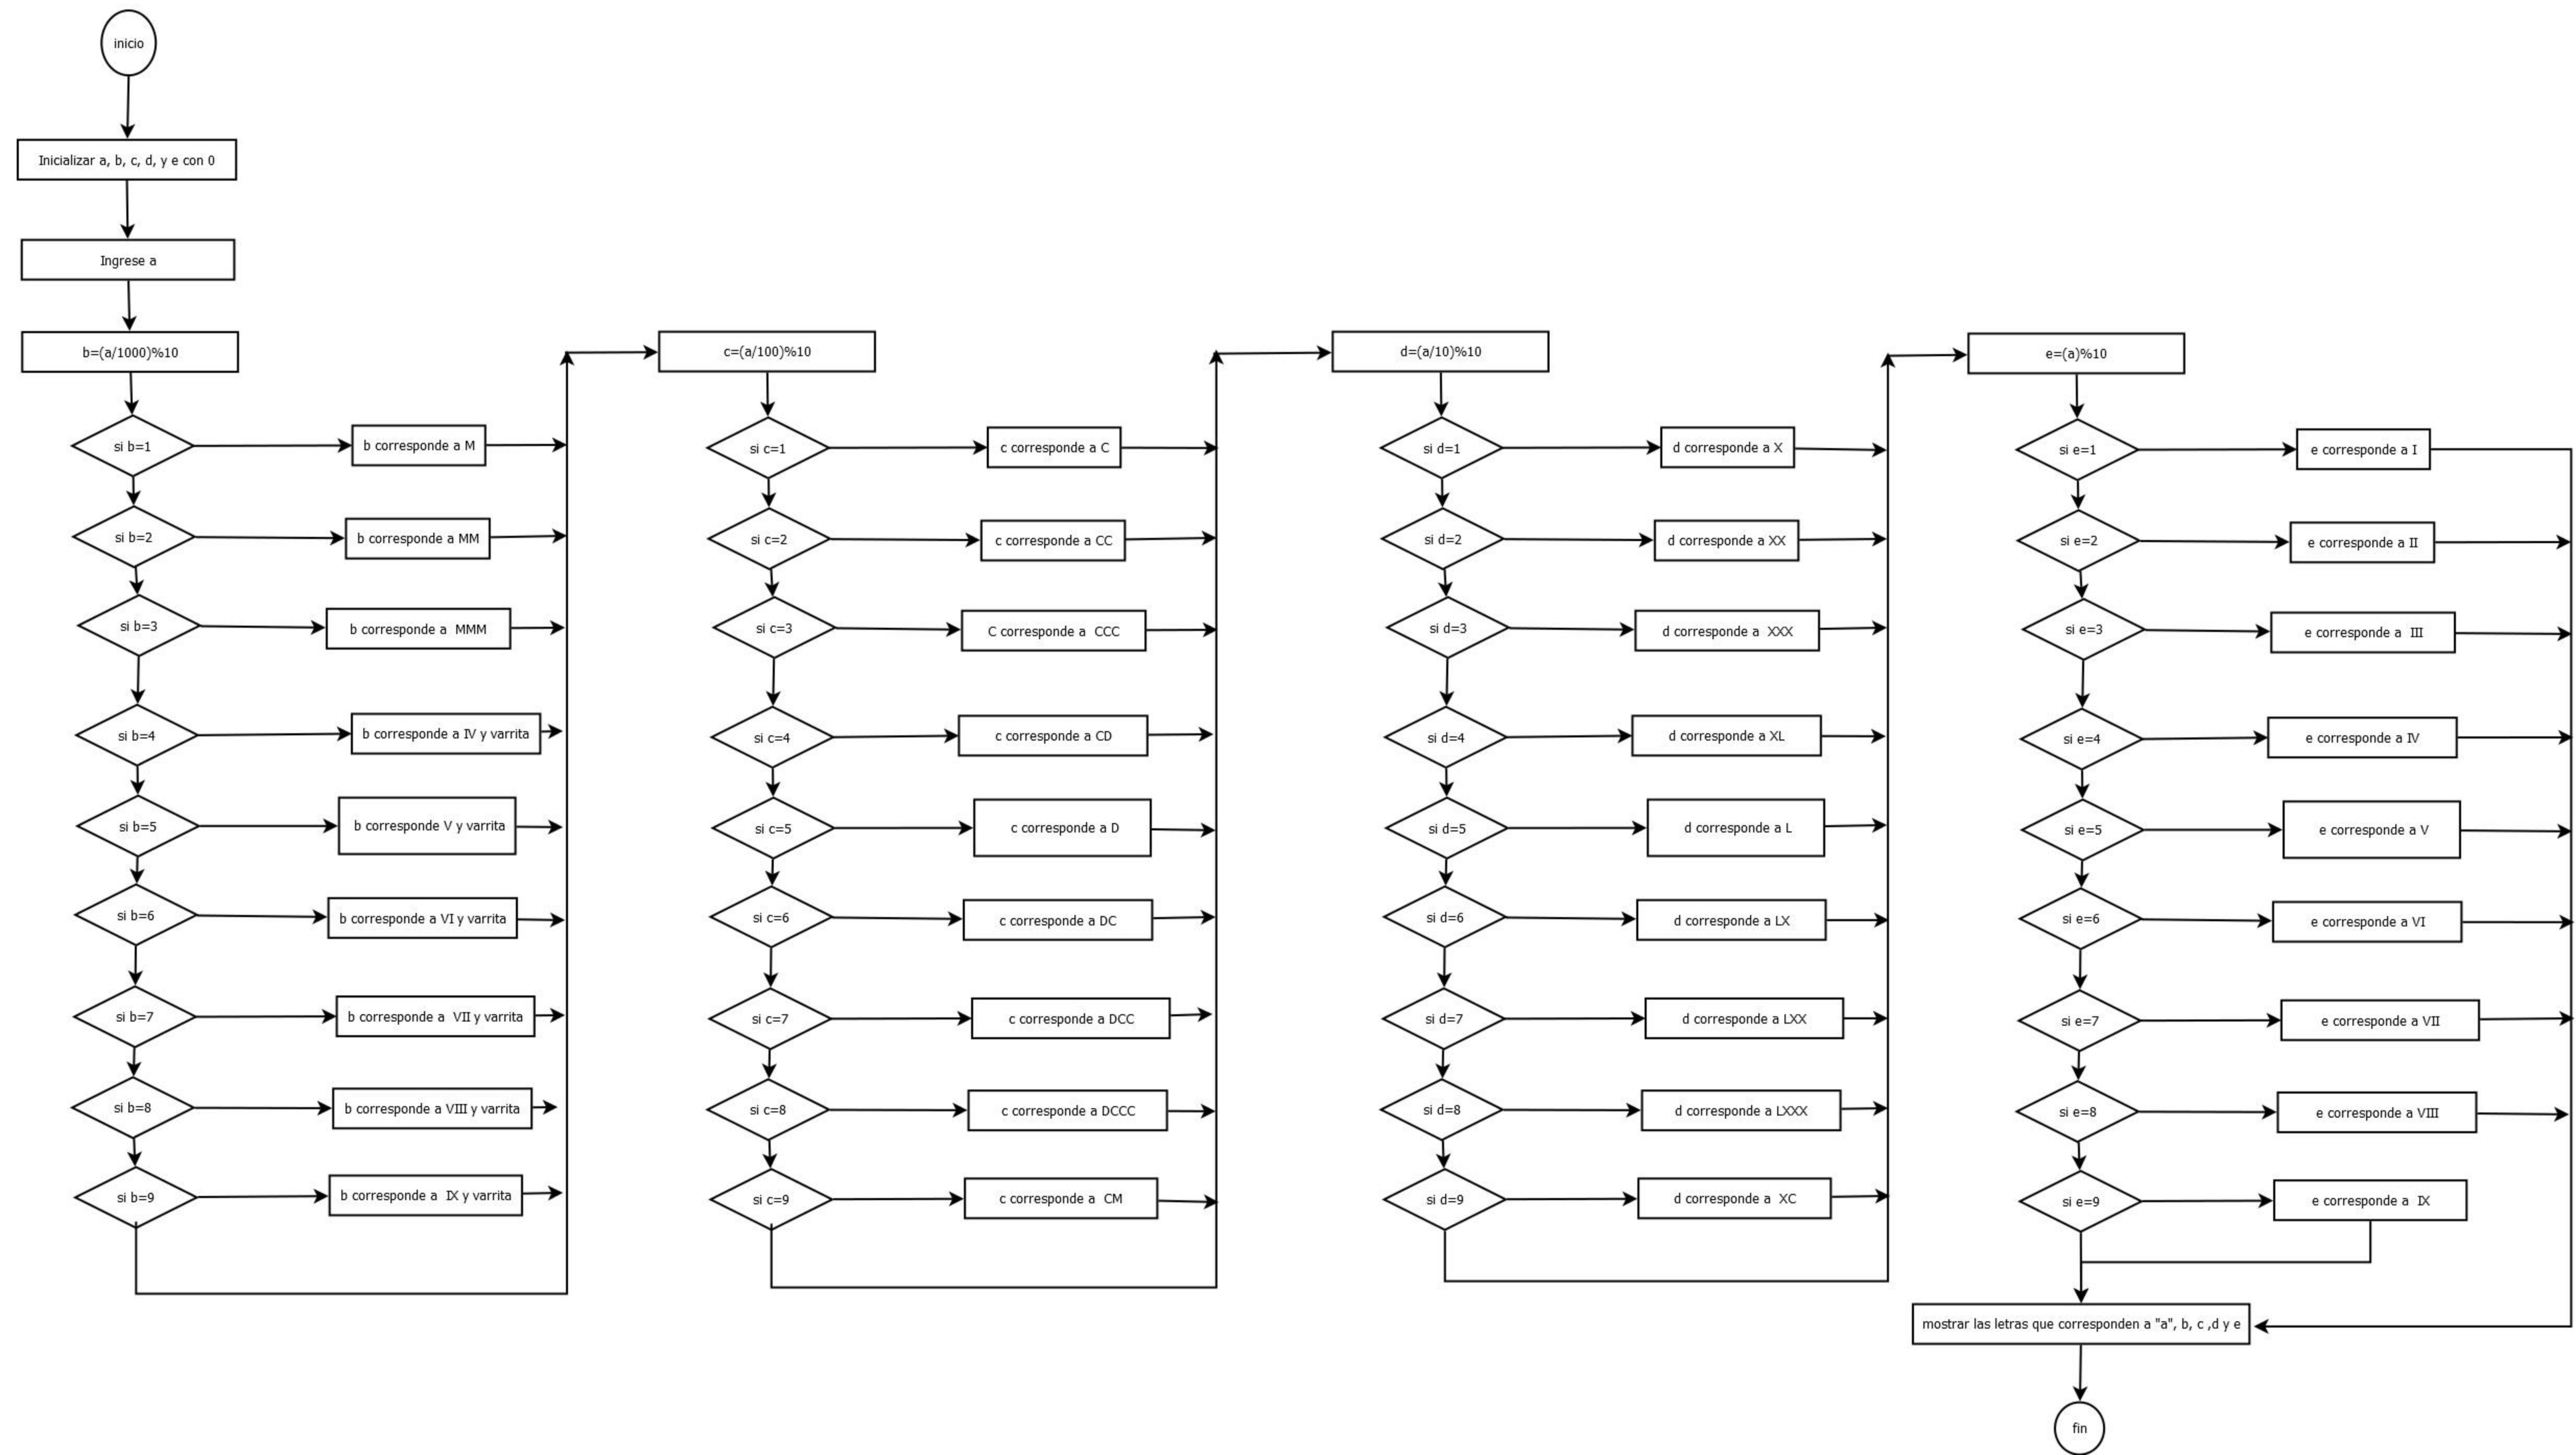 inicio
Inicializar a, b, c, d, y e con 0
Ingrese a
b=(a/1000)%10
si b=1
b corresponde a M
si b=2
b corresponde a MM
si b=3
b corresponde a MMM
si b=4
b corresponde a IV y varrita
si b=5
b corresponde V y varrita
si b=6
b corresponde a VI y varrita
si b=7
b corresponde a VII y varrita
si b=8
b corresponde a VIII y varrita
si b=9
b corresponde a IX y varrita
c=(a/100)%10
si c=1
c corresponde a C
si c=2
c corresponde a CC
si c=3
C corresponde a CCC
si c=4
c corresponde a CD
si c=5
c corresponde a D
si c=6
c corresponde a DC
si c=7
c corresponde a DCC
si c=8
c corresponde a DCCC
si c=9
c corresponde a CM
d=(a/10)%10
si d=1
d corresponde a X
si d=2
d corresponde a XX
si d=3
d corresponde a XXX
si d=4
d corresponde a XL
si d=5
d corresponde a L
si d=6
d corresponde a LX
si d=7
d corresponde a LXX
si d=8
d corresponde a LXXX
si d=9
d corresponde a XC
e=(a)%10
si e=1
e corresponde a I
si e=2
e corresponde a II
si e=3
e corresponde a III
si e=4
e corresponde a IV
si e=5
e corresponde a V
si e=6
e corresponde a VI
si e=7
e corresponde a VII
si e=8
e corresponde a VIII
si e=9
e corresponde a IX
mostrar las letras que corresponden a "a", b, c ,d y e
fin